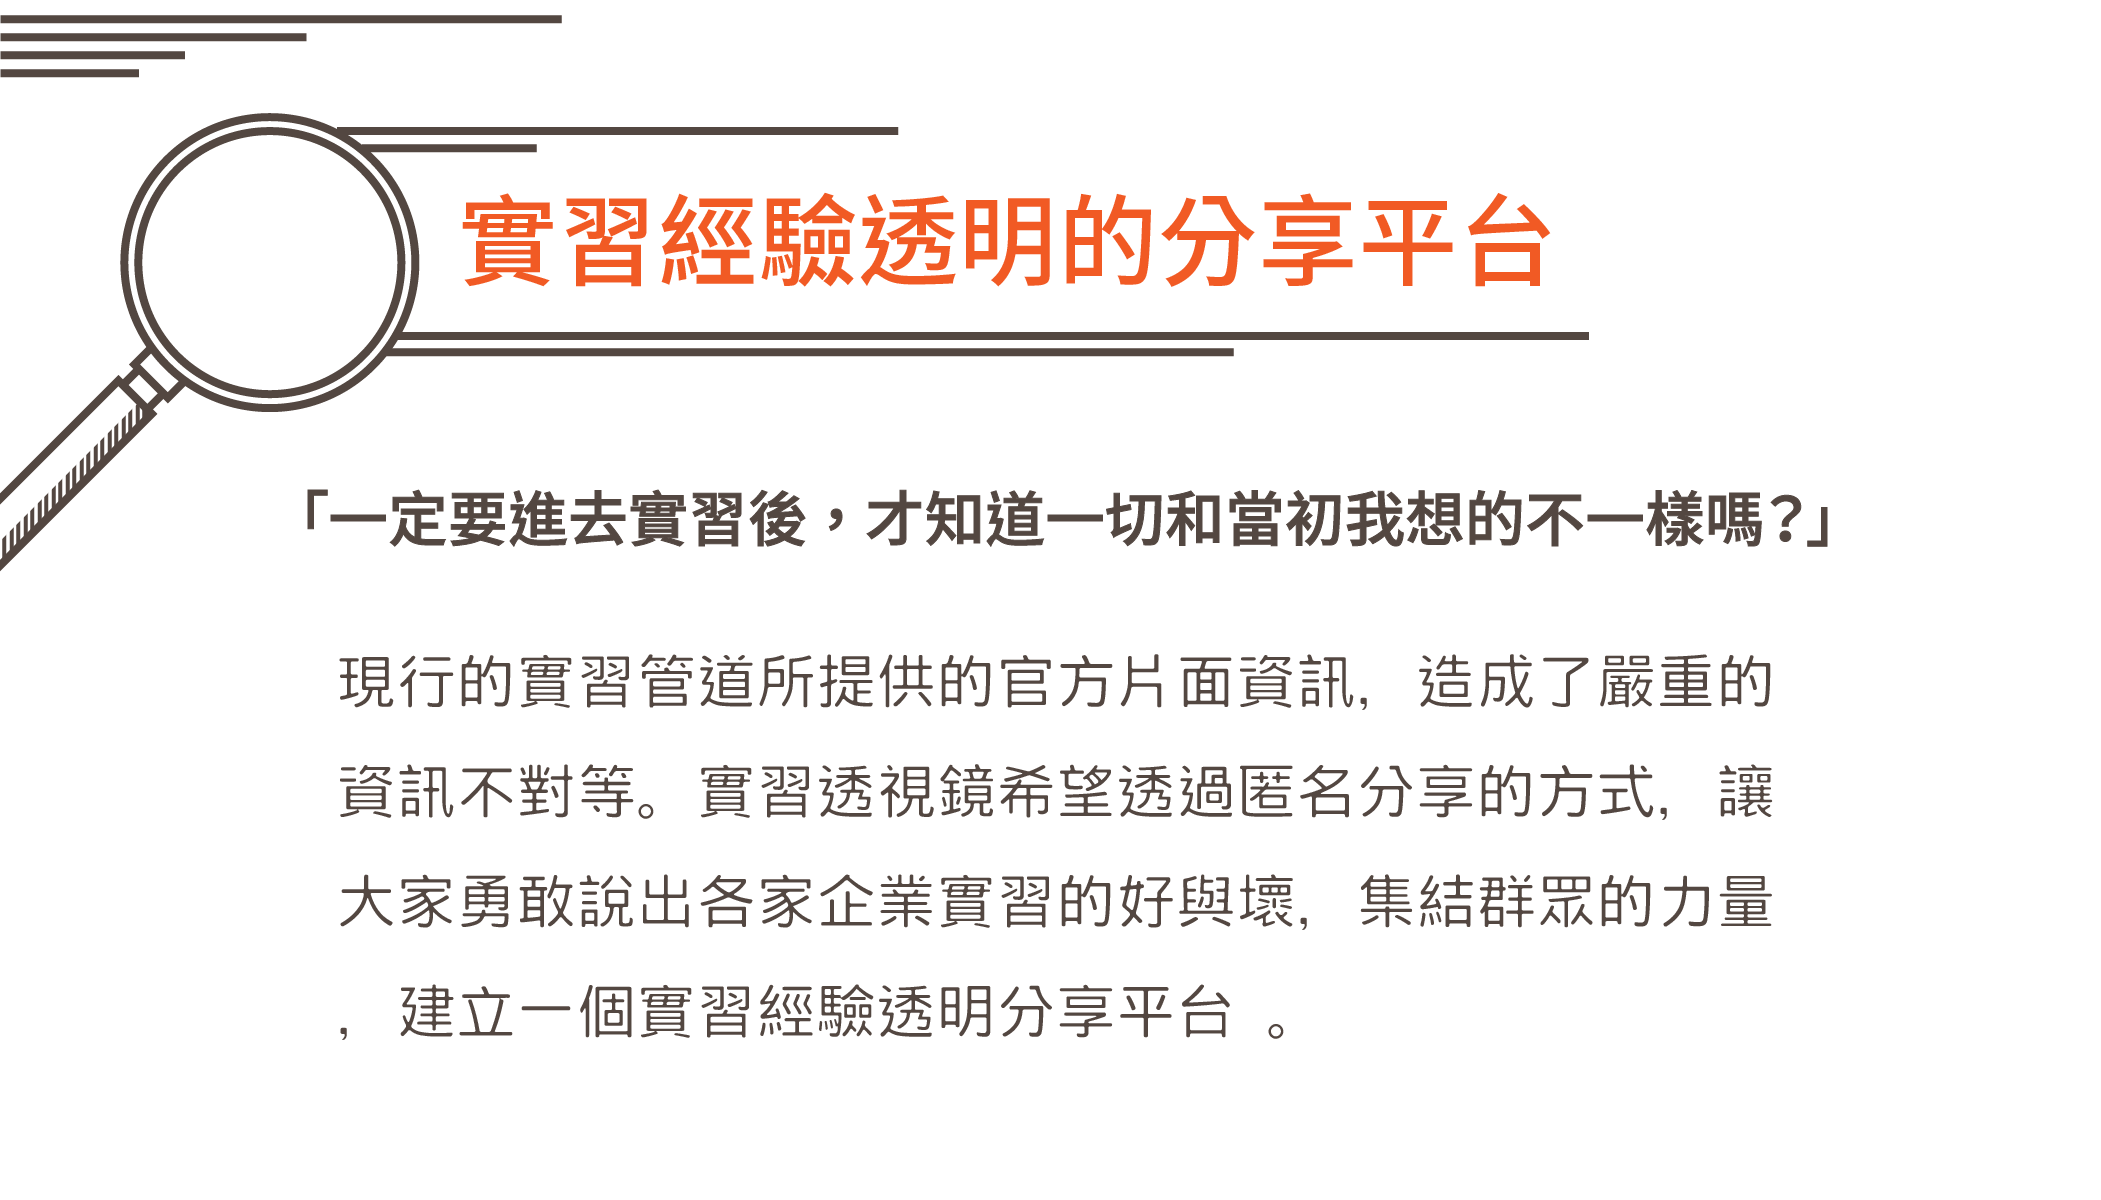 實習經驗透明的分享平台
「一定要進去實習後，才知道一切和當初我想的不一樣嗎？」
現行的實習管道所提供的官方片面資訊，造成了嚴重的
資訊不對等。實習透視鏡希望透過匿名分享的方式，讓
大家勇敢說出各家企業實習的好與壞，集結群眾的力量
，建立一個實習經驗透明分享平台 。